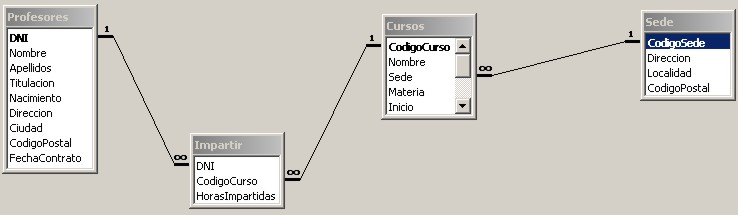 Profesores
DNI
Nombre
Apellidos
Titulacion
Nacimiento
Direccion
Ciudad
CodigoPostal
FechaContrato
1
∞
Impartir
DNI
CodigoCurso
HorasImpartidas
∞
1
Cursos
CodigoCurso
Nombre
Sede
Materia
Inicio
∞
1
Sede
CodigoSede
Direccion
Localidad
CodigoPostal